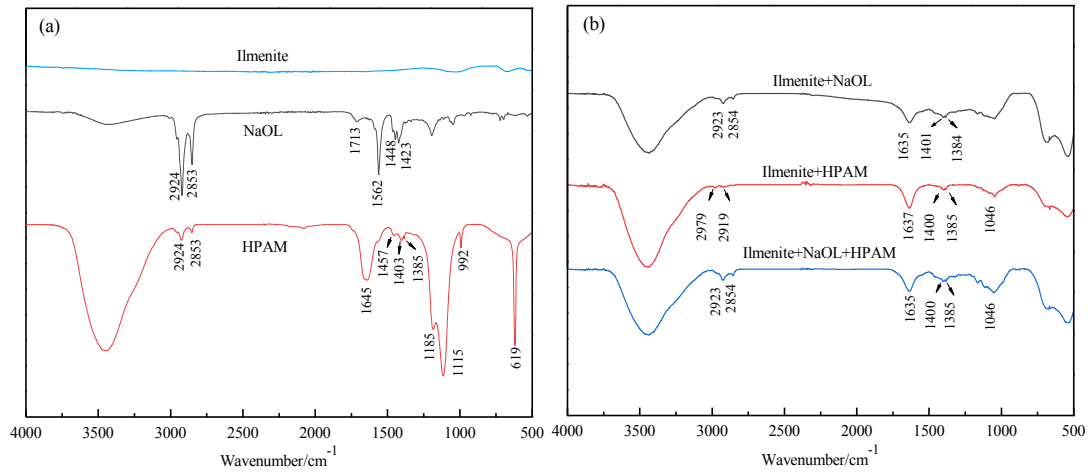 (a)
Ilmenite
NaOL
2924
2853
1713
1562
1448
1423
HPAM
2924
2853
1645
1457
1403
1385
1185
1115
992
619
4000 3500 3000 2500 2000 1500 1000 500
Wavenumber/cm-1
(b)
Ilmenite+NaOL
2923
2854
1635
1401
1384
Ilmenite+HPAM
2979
2919
1637
1400
1385
1046
Ilmenite+NaOL+HPAM
2923
2854
1635
1400
1385
1046
4000 3500 3000 2500 2000 1500 1000 500
Wavenumber/cm-1